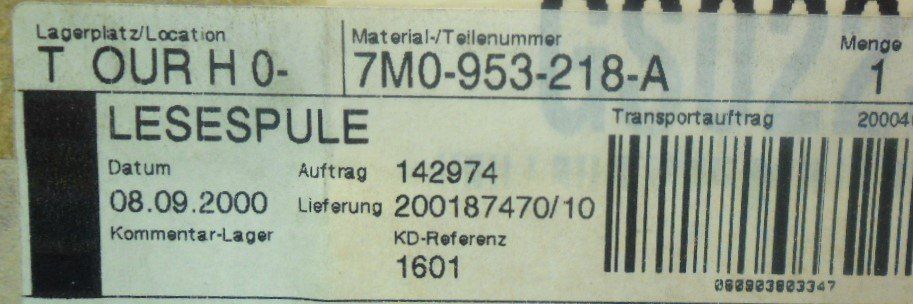 Lagerplatz/Location Material-/Teilenummer Menge
T OUR H 0- 7M0-953-218-A 1
LESESPULE Transportauftrag
Datum Auftrag 142974
08.09.2000 Lieferung 200187470/10
Kommentar-Lager KD-Referenz
1601
080903803347